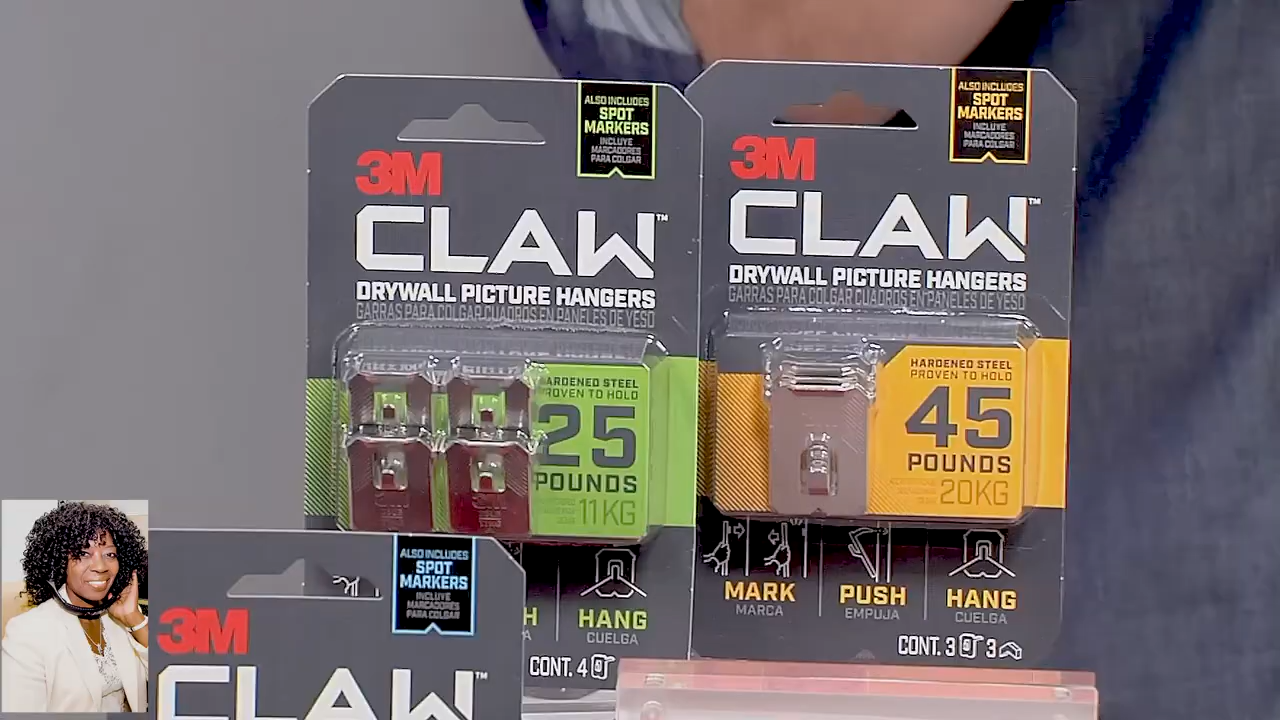 ALSO INCLUDES
SPOT
MARKERS
INCLUYE
MARCADORES
PARA COLGAR
3M
CLAW™
DRYWALL PICTURE HANGERS
GARRAS PARA COLGAR CUADROS EN PANELES DE YESO
HARDENED STEEL
PROVEN TO HOLD
25
POUNDS
11KG
H
HANG
CUELGA
A
CONT. 4
ALSO INCLUDES
SPOT
MARKERS
INCLUYE
MARCADORES
PARA COLGAR
3M
CLAW™
DRYWALL PICTURE HANGERS
GARRAS PARA COLGAR CUADROS EN PANELES DE YESO
HARDENED STEEL
PROVEN TO HOLD
45
POUNDS
20KG
MARK
MARCA
PUSH
EMPUJA
HANG
CUELGA
CONT. 3 3
ALSO INCLUDES
SPOT
MARKERS
INCLUYE
MARCADORES
PARA COLGAR
3M
CLAW™